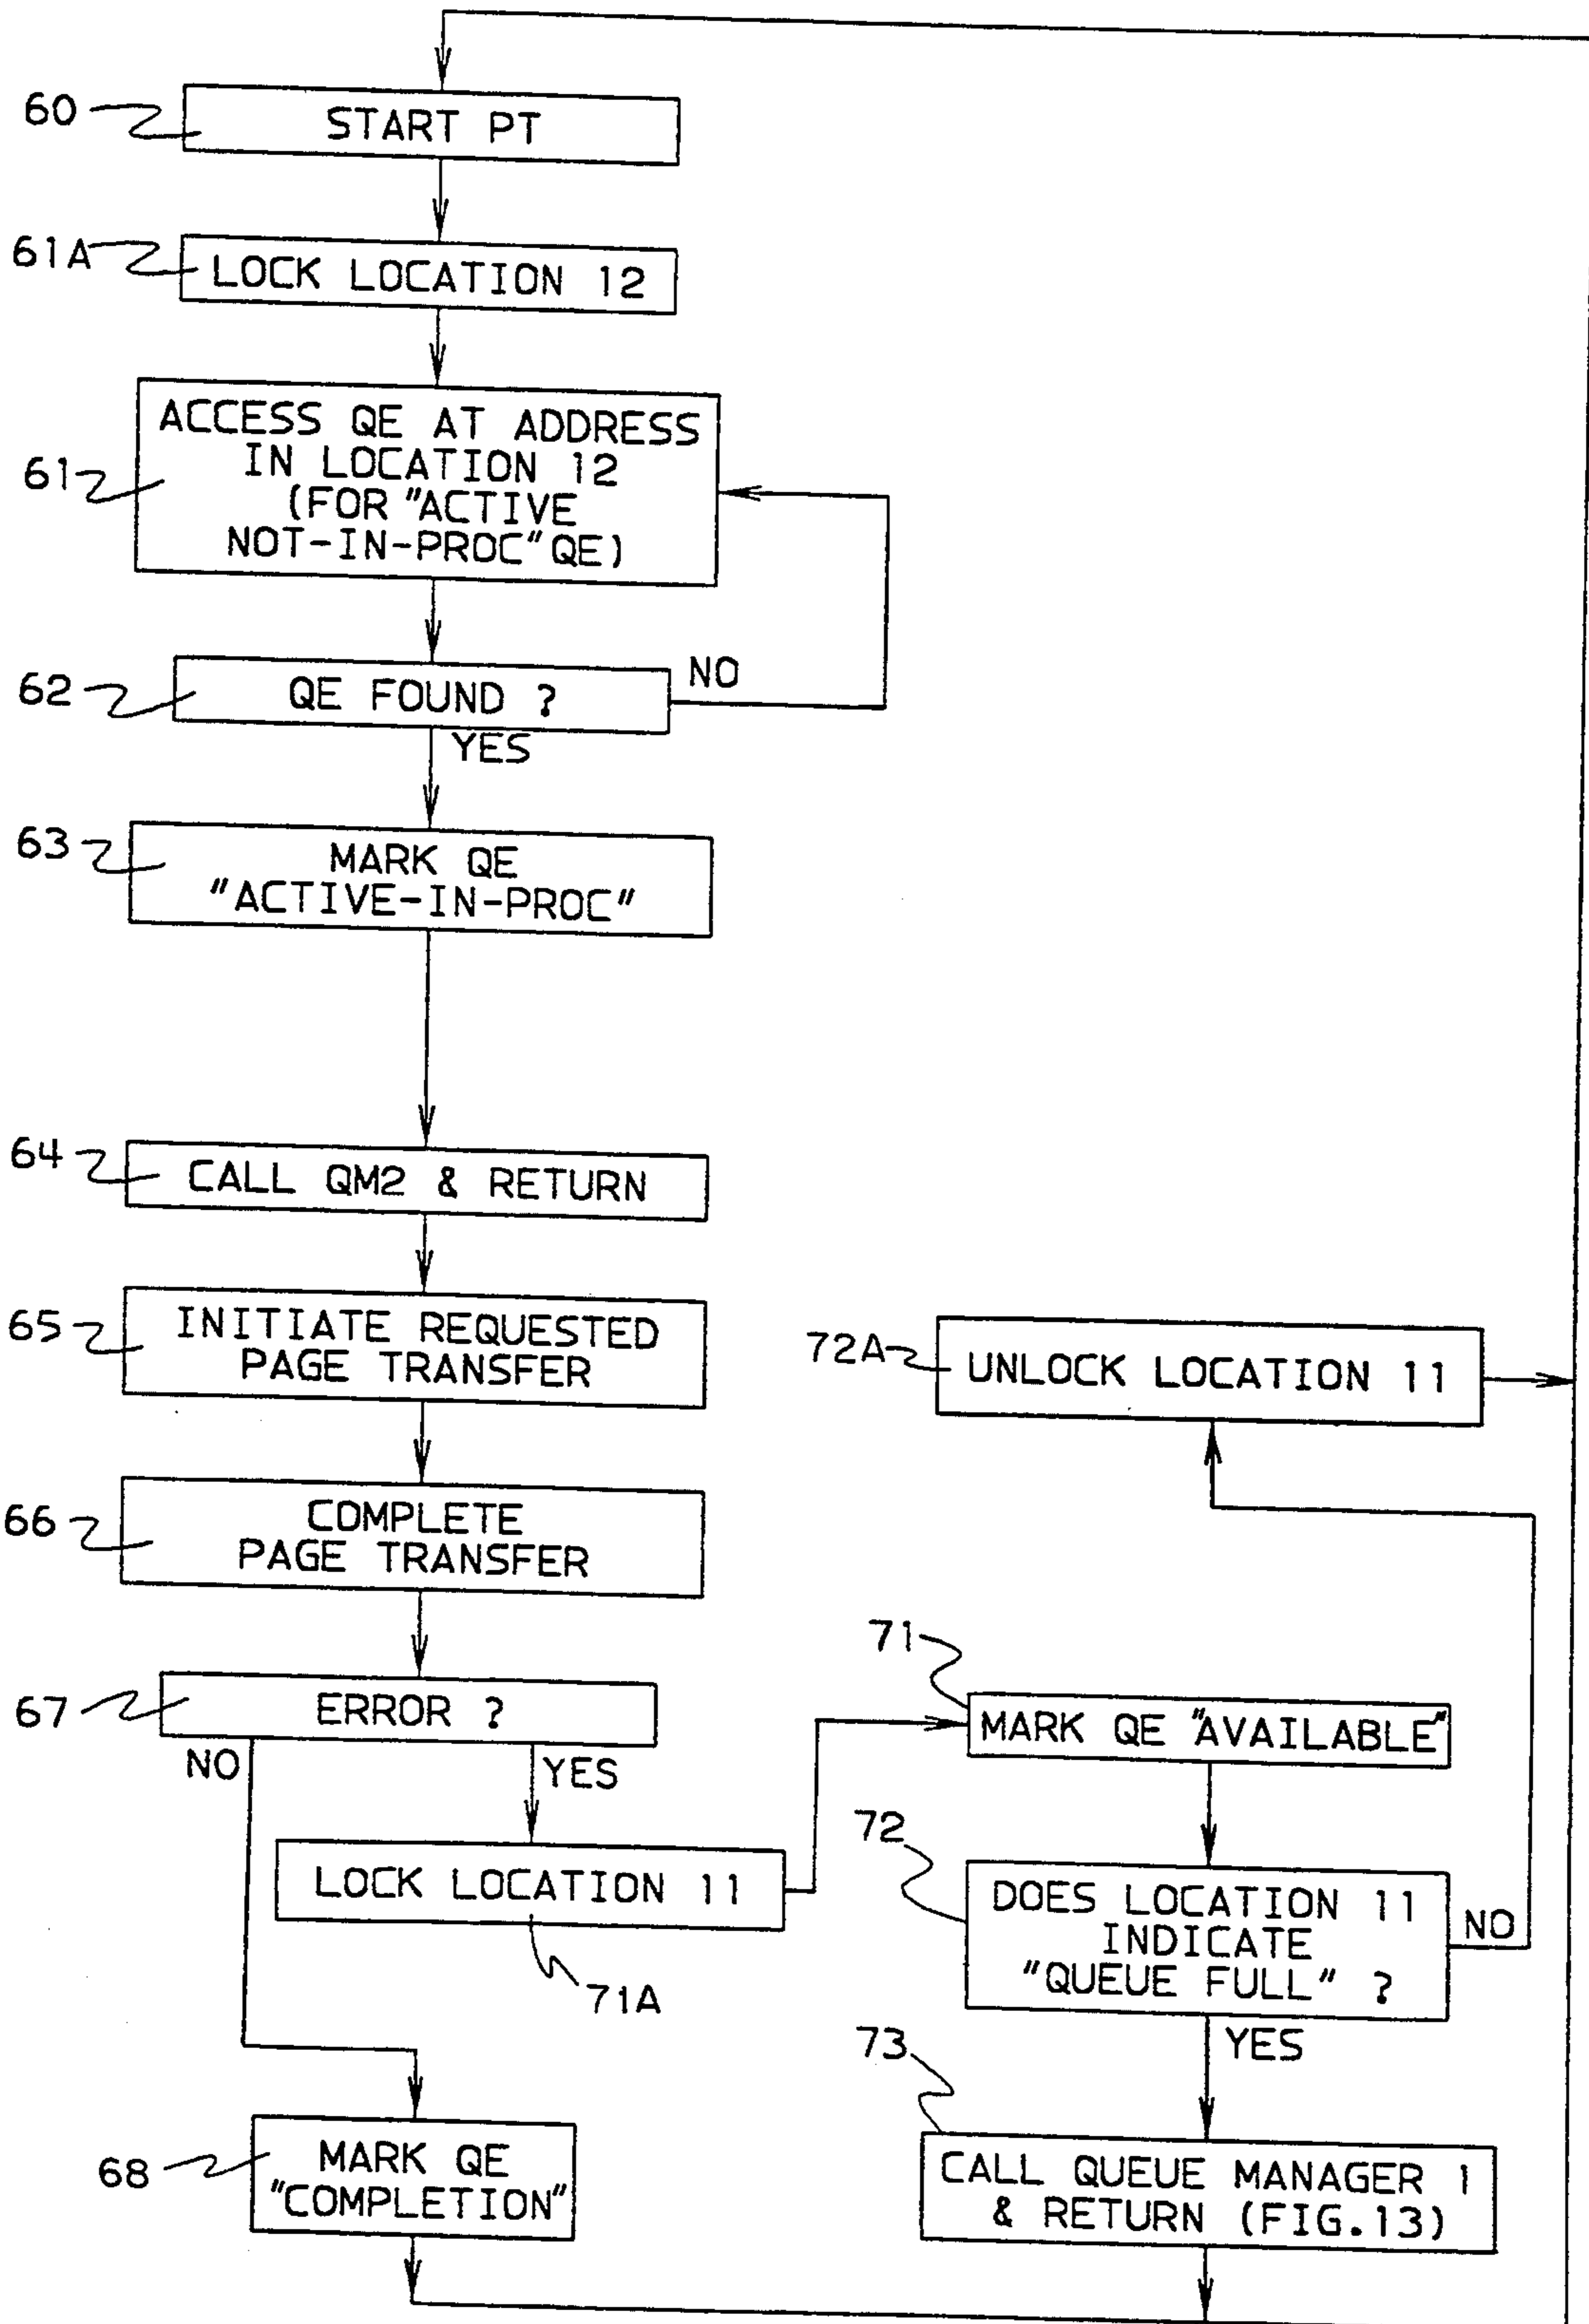 60
START PT
61A
LOCK LOCATION 12
61
ACCESS QE AT ADDRESS
IN LOCATION 12
(FOR "ACTIVE
NOT-IN-PROC" QE)
62
QE FOUND ?
NO
YES
63
MARK QE
"ACTIVE-IN-PROC"
64
CALL QM2 & RETURN
65
INITIATE REQUESTED
PAGE TRANSFER
72A
UNLOCK LOCATION 11
66
COMPLETE
PAGE TRANSFER
67
ERROR ?
NO
YES
71
MARK QE "AVAILABLE"
LOCK LOCATION 11
71A
72
DOES LOCATION 11
INDICATE
"QUEUE FULL" ?
NO
YES
68
MARK QE
"COMPLETION"
73
CALL QUEUE MANAGER 1
& RETURN (FIG.13)